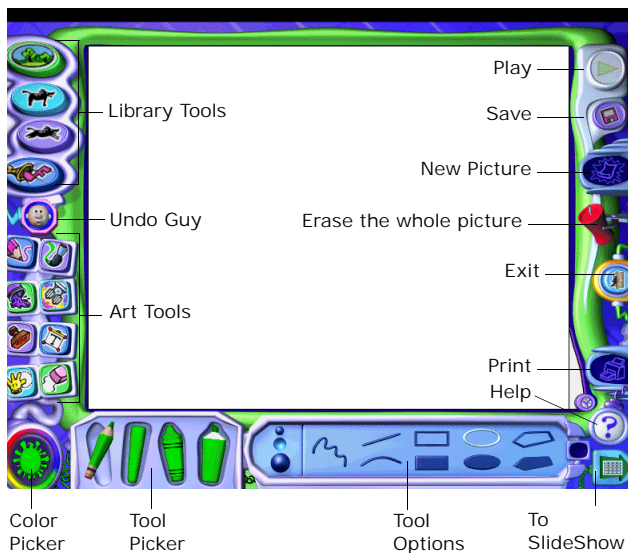 Play
Library Tools
Save
New Picture
Undo Guy
Erase the whole picture
Exit
Art Tools
Print
Help
?
Color
Picker
Tool
Picker
Tool
Options
To
SlideShow